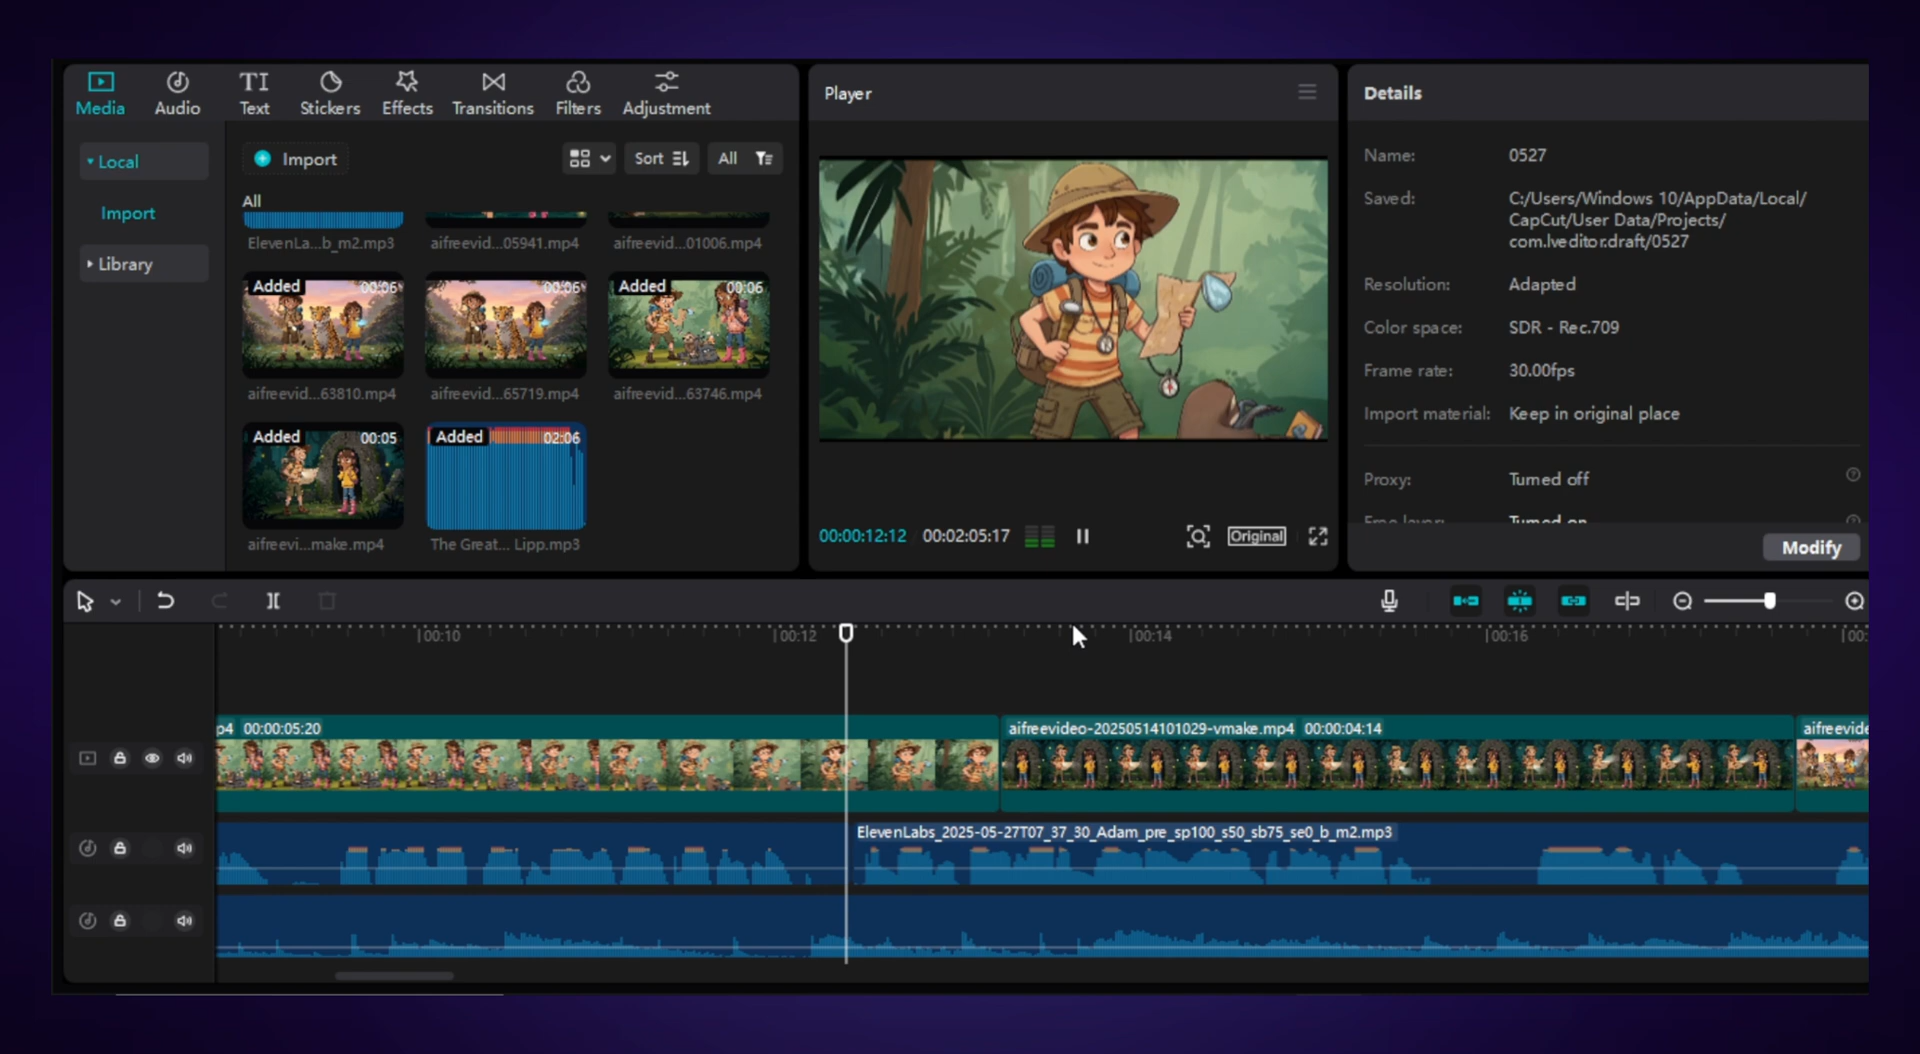 Media Audio Text Stickers Effects Transitions Filters Adjustment
Local
Import
Library
Import
Sort
All
All
ElevenLa...b_m2.mp3
aifreevid...05941.mp4
aifreevid...01006.mp4
Added 00:06
00:06
Added 00:06
aifreevid...63810.mp4
aifreevid...65719.mp4
aifreevid...63746.mp4
Added 00:05
Added 02:06
aifreevi...make.mp4
The Great... Lipp.mp3
Player
00:00:12:12 00:02:05:17
Original
Details
Name: 0527
Saved: C:/Users/Windows 10/AppData/Local/
CapCut/User Data/Projects/
com.lveditor.draft/0527
Resolution: Adapted
Color space: SDR - Rec.709
Frame rate: 30.00fps
Import material: Keep in original place
Proxy: Turned off
Free layer: Turned on
Modify
00:10
00:12
00:14
00:16
00:
p4 00:00:05:20
aifreevideo-20250514101029-vmake.mp4 00:00:04:14
aifreevide
ElevenLabs_2025-05-27T07_37_30_Adam_pre_sp100_s50_sb75_se0_b_m2.mp3